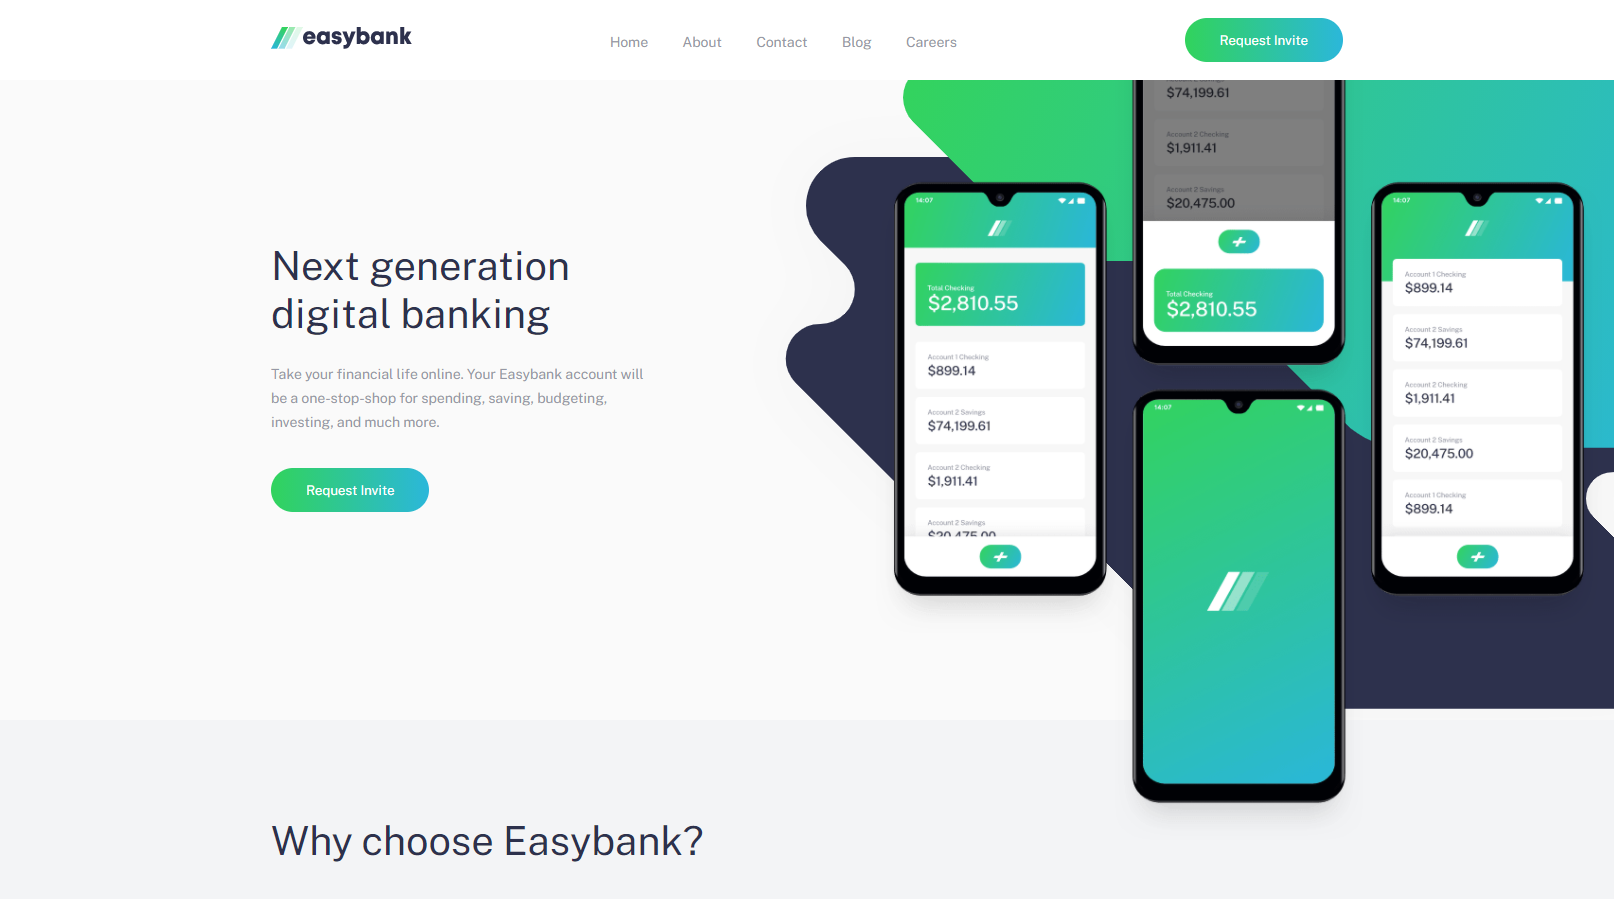 easybank
Home
About
Contact
Blog
Careers
Request Invite
Next generation
digital banking
Take your financial life online. Your Easybank account will
be a one-stop-shop for spending, saving, budgeting,
investing, and much more.
Request Invite
14:07
Total Checking
$2,810.55
Account 1 Checking
$899.14
Account 2 Savings
$74,199.61
Account 2 Checking
$1,911.41
Account 2 Savings
$20,475.00
$74,199.61
Account 2 Checking
$1,911.41
Account 2 Savings
$20,475.00
Total Checking
$2,810.55
14:07
14:07
Account 1 Checking
$899.14
Account 2 Savings
$74,199.61
Account 2 Checking
$1,911.41
Account 2 Savings
$20,475.00
Account 1 Checking
$899.14
Why choose Easybank?